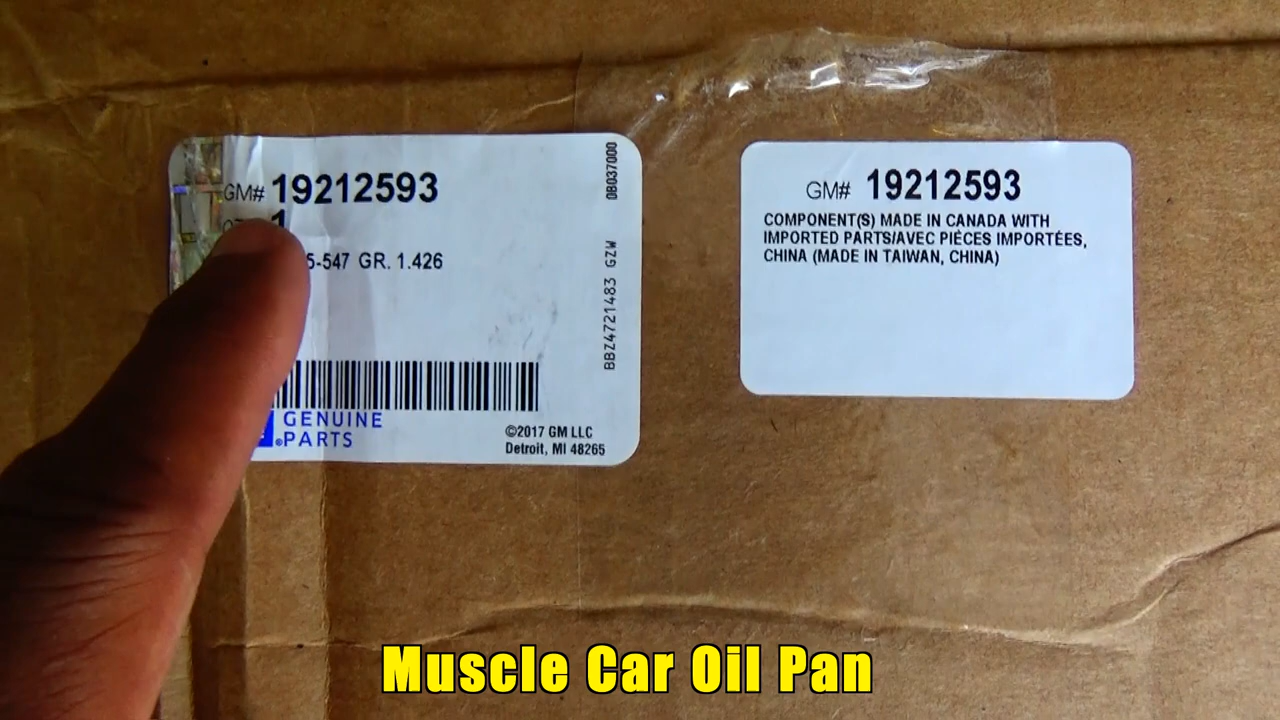 GM# 19212593
1
5-547 GR. 1.426
GENUINE
PARTS
©2017 GM LLC
Detroit, MI 48265
0B037000
BBZ4721483 GZW
GM# 19212593
COMPONENT(S) MADE IN CANADA WITH
IMPORTED PARTS/AVEC PIÈCES IMPORTÉES,
CHINA (MADE IN TAIWAN, CHINA)
Muscle Car Oil Pan